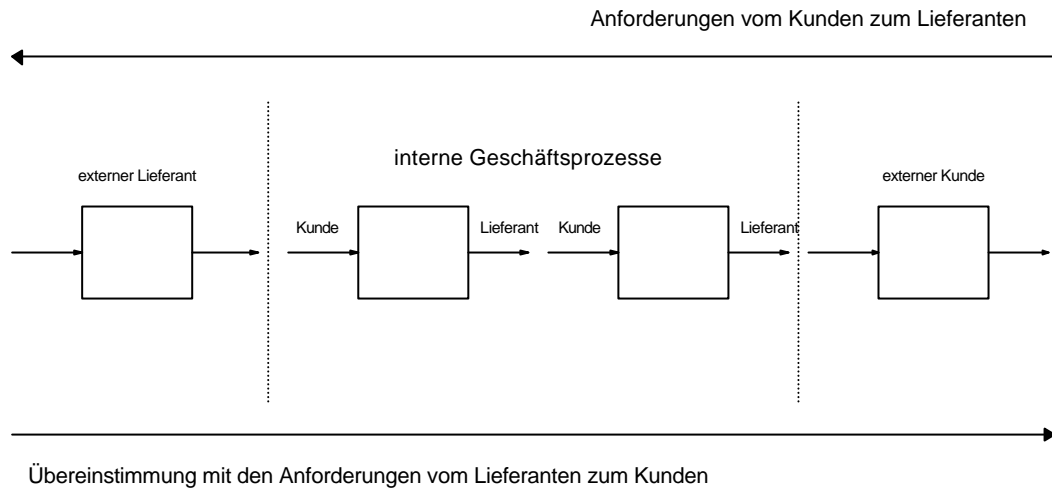 Anforderungen vom Kunden zum Lieferanten
interne Geschäftsprozesse
externer Lieferant
externer Kunde
Kunde
Lieferant
Kunde
Lieferant
Übereinstimmung mit den Anforderungen vom Lieferanten zum Kunden